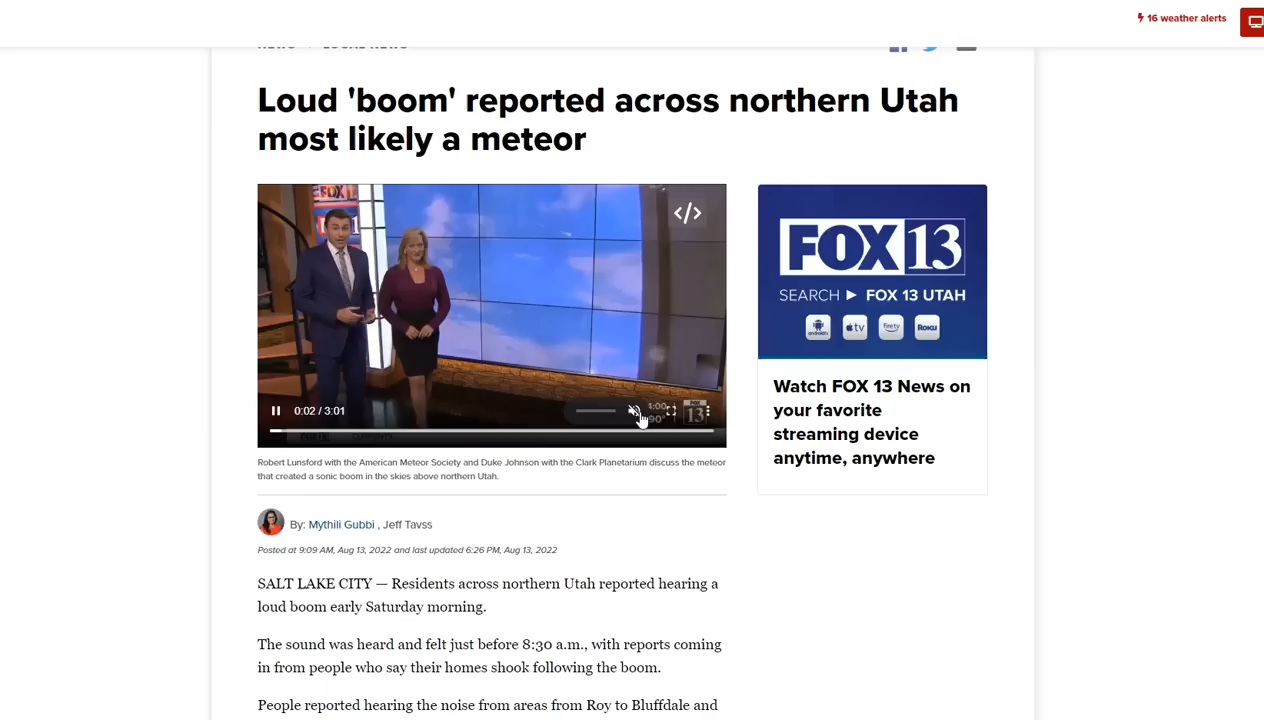 16 weather alerts
Loud 'boom' reported across northern Utah
most likely a meteor
FOX
</>
0:02 / 3:01
FOX 13
SEARCH ▶ FOX 13 UTAH
androidtv
tv
firetv
ROKU
Watch FOX 13 News on
your favorite
streaming device
anytime, anywhere
Robert Lunsford with the American Meteor Society and Duke Johnson with the Clark Planetarium discuss the meteor
that created a sonic boom in the skies above northern Utah.
By: Mythili Gubbi , Jeff Tavss
Posted at 9:09 AM, Aug 13, 2022 and last updated 6:26 PM, Aug 13, 2022
SALT LAKE CITY — Residents across northern Utah reported hearing a
loud boom early Saturday morning.
The sound was heard and felt just before 8:30 a.m., with reports coming
in from people who say their homes shook following the boom.
People reported hearing the noise from areas from Roy to Bluffdale and